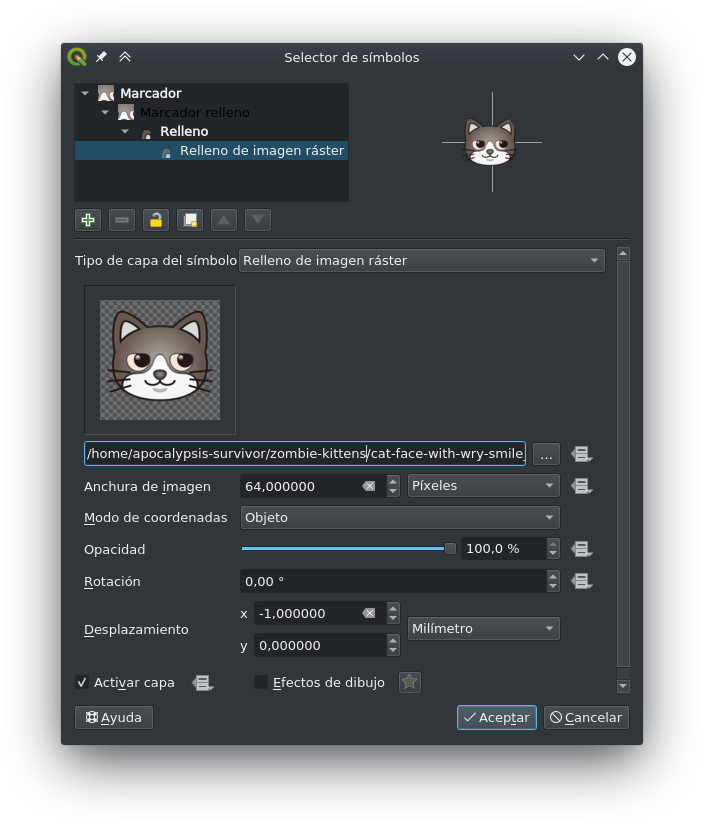 Selector de símbolos
Marcador
Marcador relleno
Relleno
Relleno de imagen ráster
Tipo de capa del símbolo Relleno de imagen ráster
/home/apocalypsis-survivor/zombie-kittens/cat-face-with-wry-smile_ ...
Anchura de imagen 64,000000 Píxeles
Modo de coordenadas Objeto
Opacidad 100,0 %
Rotación 0,00 °
x -1,000000
Desplazamiento Milímetro
y 0,000000
Activar capa Efectos de dibujo
Ayuda Aceptar Cancelar